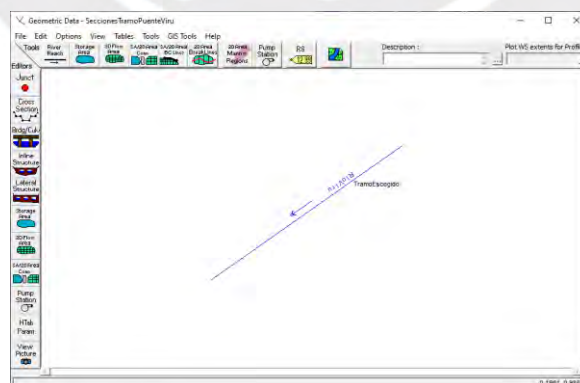 Geometric Data - SeccionesTramoPuenteViru
File Edit Options View Tables Tools GIS Tools Help
Tools River Reach Storage Area 2D Flow Area SA/2D Area Conn SA/2D Area BC Lines 2D Area Break Lines 2D Area Mann n Regions Pump Station RS
Description :
Plot WS extents for Profile
Editors
Junct
Cross Section
Brdg/Culv
Inline Structure
Lateral Structure
Storage Area
2D Flow Area
SA/2D Area Conn
Pump Station
HTab Param
View Picture
RioViru
TramoEscogido